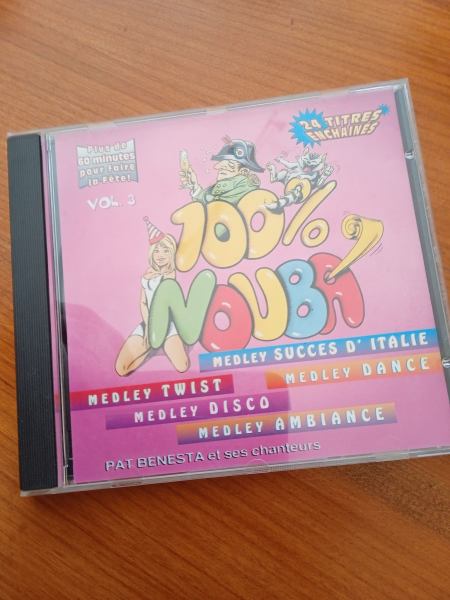 Plus de
60 minutes
pour faire
la Fête!
24 TITRES
ENCHAINES
VOL. 3
100%
NOUBA
MEDLEY SUCCES D' ITALIE
MEDLEY TWIST
MEDLEY DANCE
MEDLEY DISCO
MEDLEY AMBIANCE
PAT BENESTA et ses chanteurs